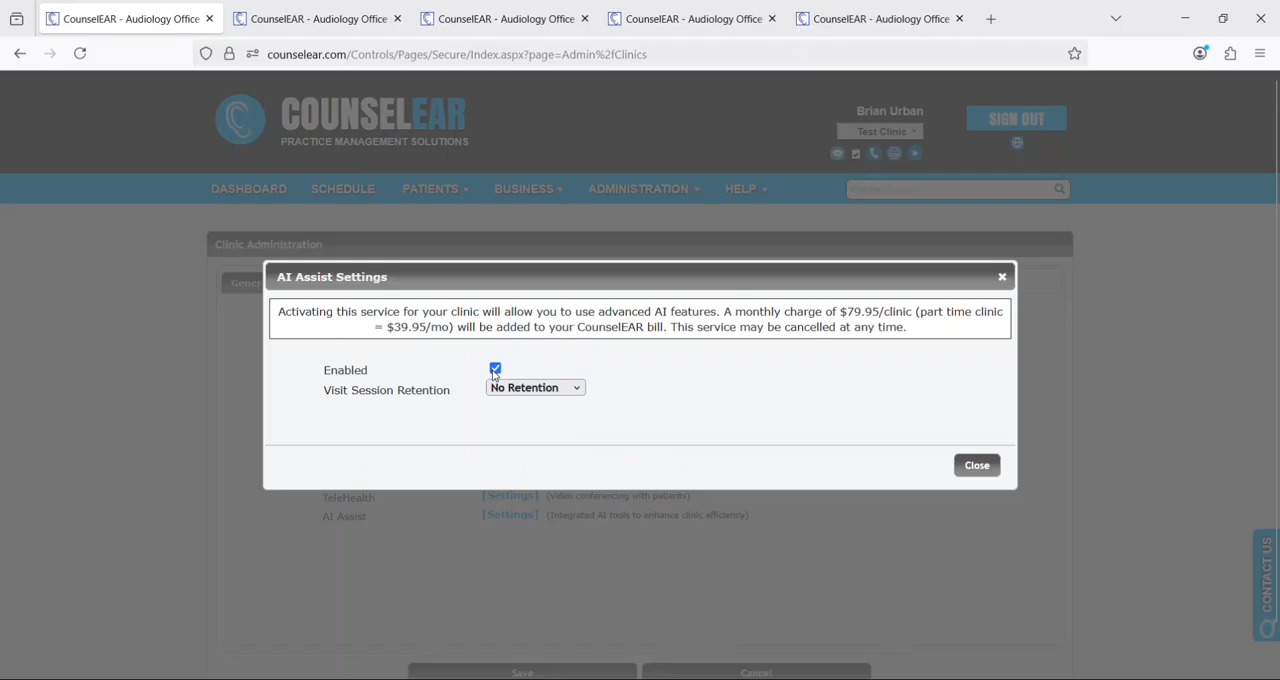 CounselEAR - Audiology Office
CounselEAR - Audiology Office
CounselEAR - Audiology Office
CounselEAR - Audiology Office
CounselEAR - Audiology Office
counselear.com/Controls/Pages/Secure/Index.aspx?page=Admin%2fClinics
COUNSELEAR
PRACTICE MANAGEMENT SOLUTIONS
Brian Urban
Test Clinic
SIGN OUT
DASHBOARD SCHEDULE PATIENTS BUSINESS ADMINISTRATION HELP
Clinic Administration
Gener
AI Assist Settings
Activating this service for your clinic will allow you to use advanced AI features. A monthly charge of $79.95/clinic (part time clinic
= $39.95/mo) will be added to your CounselEAR bill. This service may be cancelled at any time.
Enabled
Visit Session Retention No Retention
Close
TeleHealth [Settings] (Video conferencing with patients)
AI Assist [Settings] (Integrated AI tools to enhance clinic efficiency)
CONTACT US
Save Cancel